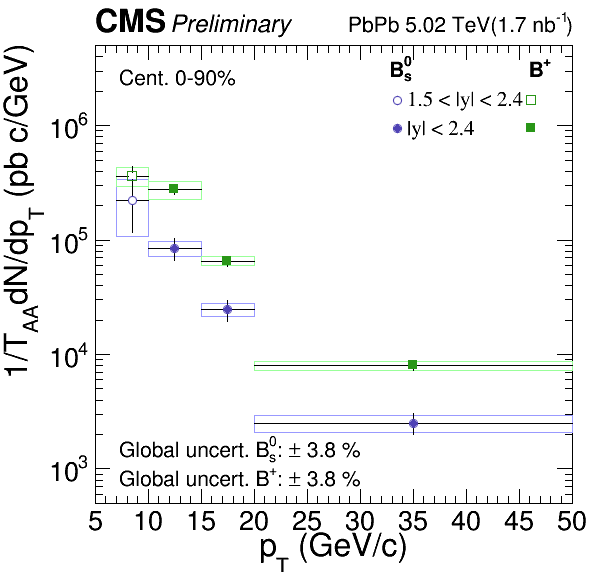 CMS Preliminary PbPb 5.02 TeV(1.7 nb⁻¹)
Cent. 0-90%
B⁰ₛ B⁺
1.5 < |y| < 2.4
|y| < 2.4
1/T_AA dN/dp_T (pb c/GeV)
10⁶
10⁵
10⁴
10³
Global uncert. B⁰ₛ: ± 3.8 %
Global uncert. B⁺: ± 3.8 %
5 10 15 20 25 30 35 40 45 50
p_T (GeV/c)